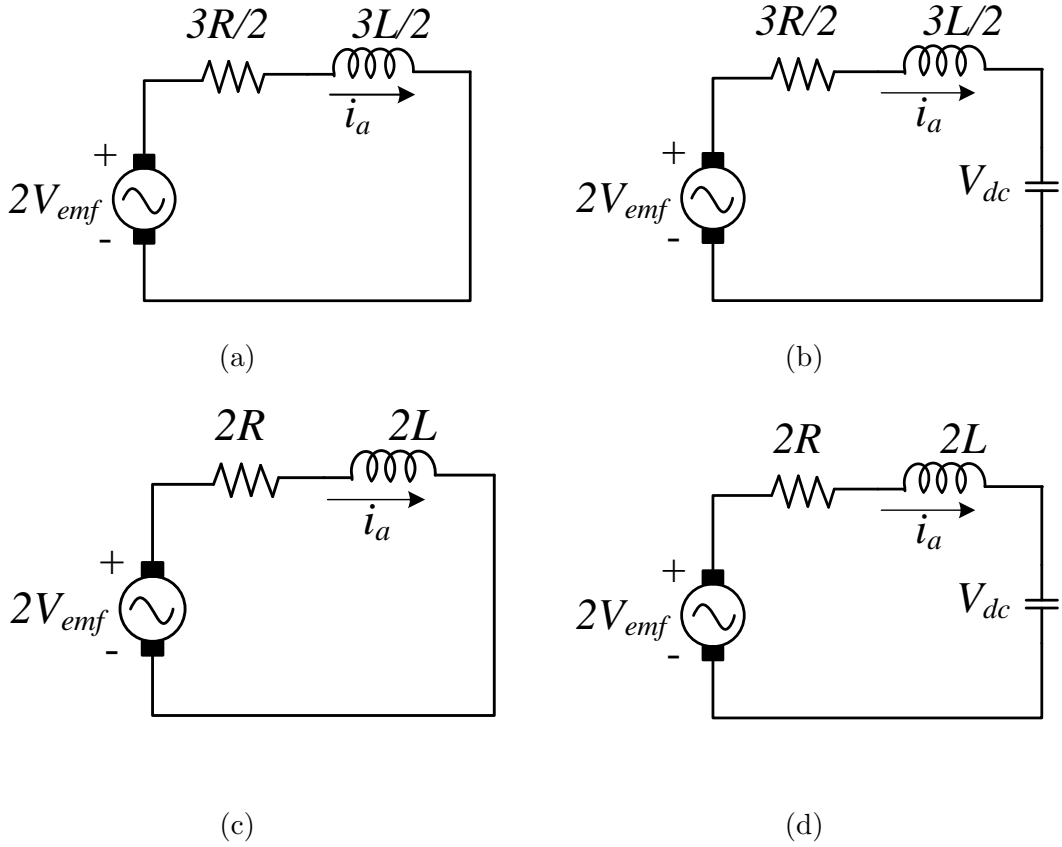 3R/2 3L/2
i_a
+
2V_emf
-
(a)
3R/2 3L/2
i_a
+
2V_emf
-
V_dc
(b)
2R 2L
i_a
+
2V_emf
-
(c)
2R 2L
i_a
+
2V_emf
-
V_dc
(d)